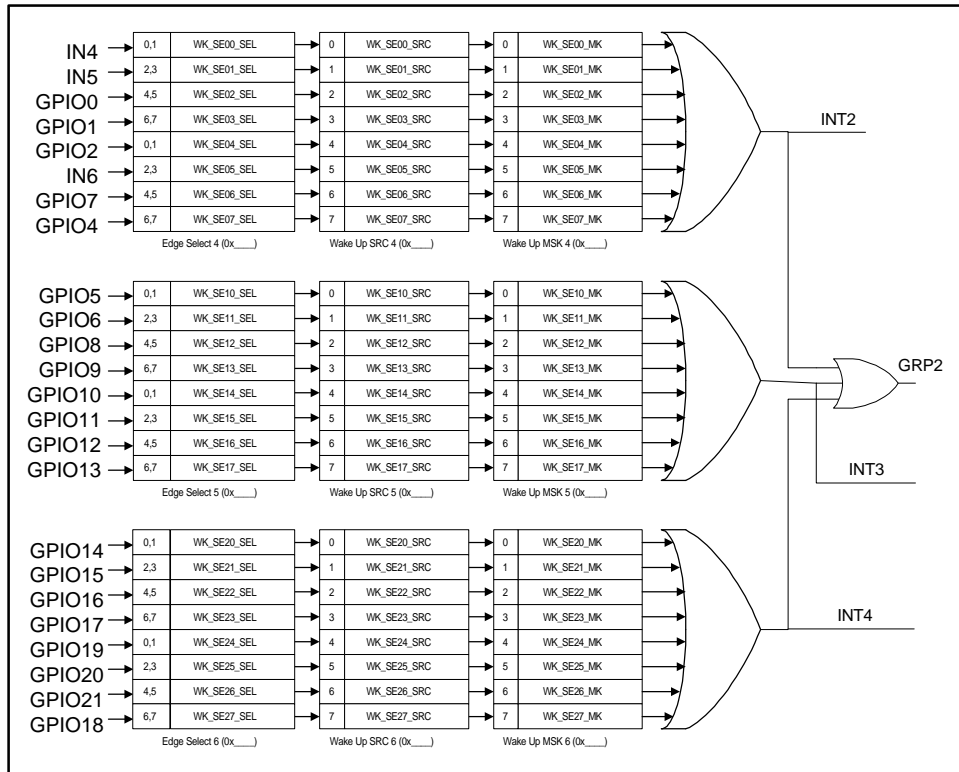 IN4 0,1 WK_SE00_SEL 0 WK_SE00_SRC 0 WK_SE00_MK
IN5 2,3 WK_SE01_SEL 1 WK_SE01_SRC 1 WK_SE01_MK
GPIO0 4,5 WK_SE02_SEL 2 WK_SE02_SRC 2 WK_SE02_MK
GPIO1 6,7 WK_SE03_SEL 3 WK_SE03_SRC 3 WK_SE03_MK
INT2
GPIO2 0,1 WK_SE04_SEL 4 WK_SE04_SRC 4 WK_SE04_MK
IN6 2,3 WK_SE05_SEL 5 WK_SE05_SRC 5 WK_SE05_MK
GPIO7 4,5 WK_SE06_SEL 6 WK_SE06_SRC 6 WK_SE06_MK
GPIO4 6,7 WK_SE07_SEL 7 WK_SE07_SRC 7 WK_SE07_MK
Edge Select 4 (0x____) Wake Up SRC 4 (0x____) Wake Up MSK 4 (0x____)
GPIO5 0,1 WK_SE10_SEL 0 WK_SE10_SRC 0 WK_SE10_MK
GPIO6 2,3 WK_SE11_SEL 1 WK_SE11_SRC 1 WK_SE11_MK
GPIO8 4,5 WK_SE12_SEL 2 WK_SE12_SRC 2 WK_SE12_MK
GPIO9 6,7 WK_SE13_SEL 3 WK_SE13_SRC 3 WK_SE13_MK
GRP2
GPIO10 0,1 WK_SE14_SEL 4 WK_SE14_SRC 4 WK_SE14_MK
GPIO11 2,3 WK_SE15_SEL 5 WK_SE15_SRC 5 WK_SE15_MK
GPIO12 4,5 WK_SE16_SEL 6 WK_SE16_SRC 6 WK_SE16_MK
GPIO13 6,7 WK_SE17_SEL 7 WK_SE17_SRC 7 WK_SE17_MK
INT3
Edge Select 5 (0x____) Wake Up SRC 5 (0x____) Wake Up MSK 5 (0x____)
GPIO14 0,1 WK_SE20_SEL 0 WK_SE20_SRC 0 WK_SE20_MK
GPIO15 2,3 WK_SE21_SEL 1 WK_SE21_SRC 1 WK_SE21_MK
GPIO16 4,5 WK_SE22_SEL 2 WK_SE22_SRC 2 WK_SE22_MK
GPIO17 6,7 WK_SE23_SEL 3 WK_SE23_SRC 3 WK_SE23_MK
INT4
GPIO19 0,1 WK_SE24_SEL 4 WK_SE24_SRC 4 WK_SE24_MK
GPIO20 2,3 WK_SE25_SEL 5 WK_SE25_SRC 5 WK_SE25_MK
GPIO21 4,5 WK_SE26_SEL 6 WK_SE26_SRC 6 WK_SE26_MK
GPIO18 6,7 WK_SE27_SEL 7 WK_SE27_SRC 7 WK_SE27_MK
Edge Select 6 (0x____) Wake Up SRC 6 (0x____) Wake Up MSK 6 (0x____)